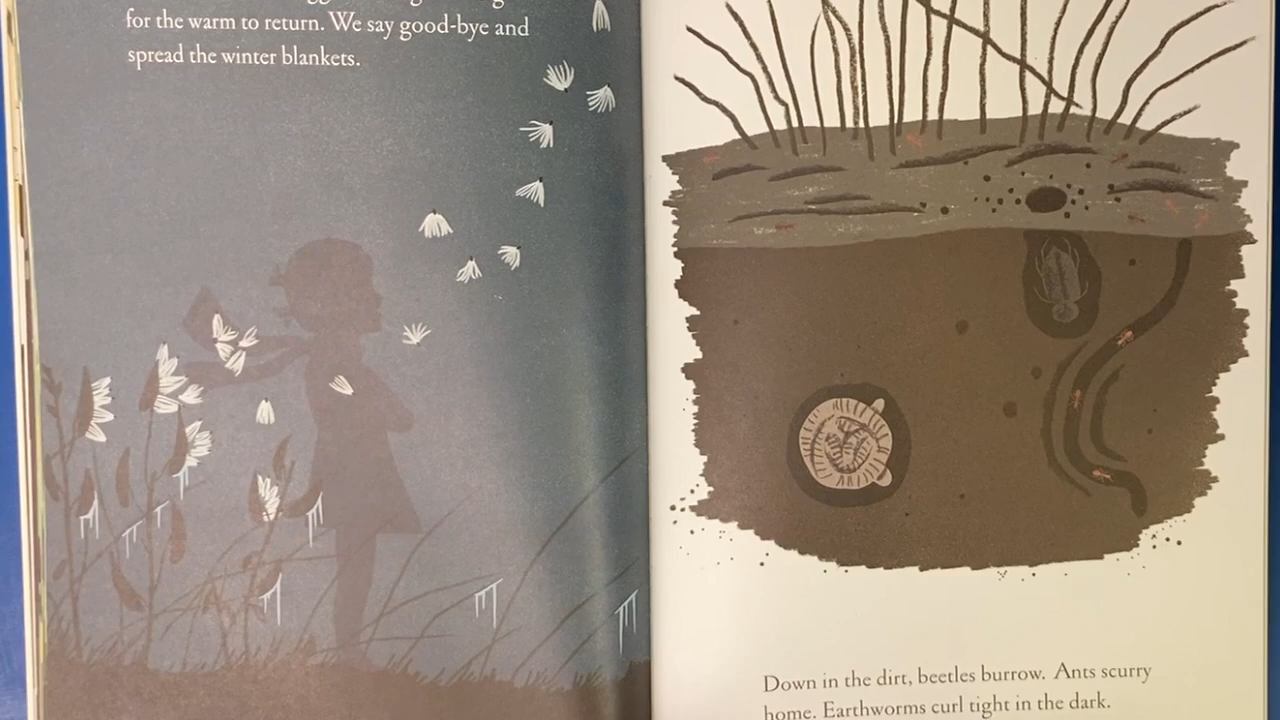 for the warm to return. We say good-bye and
spread the winter blankets.
Down in the dirt, beetles burrow. Ants scurry
home. Earthworms curl tight in the dark.